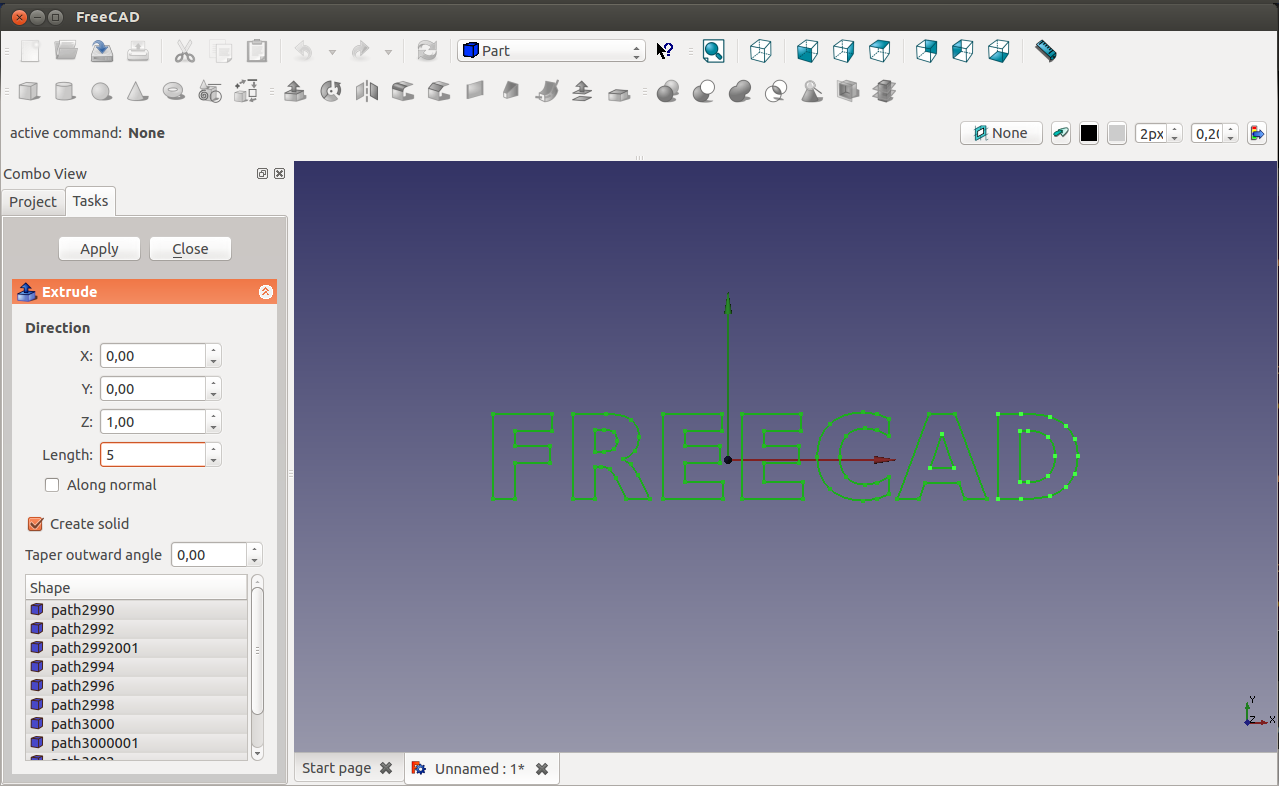 FreeCAD
Part
active command: None
None
2px
0,20
Combo View
Project
Tasks
Apply
Close
Extrude
Direction
X: 0,00
Y: 0,00
Z: 1,00
Length: 5
Along normal
Create solid
Taper outward angle 0,00
Shape
path2990
path2992
path2992001
path2994
path2996
path2998
path3000
path3000001
FREECAD
Y
Z X
Start page
Unnamed : 1*